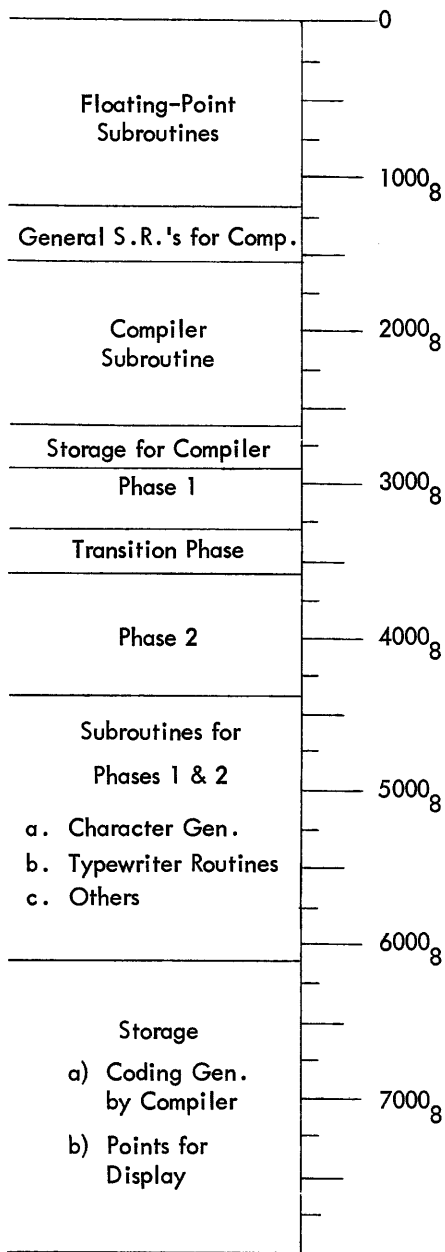 0
Floating-Point
Subroutines
1000₈
General S.R.'s for Comp.
Compiler
Subroutine
2000₈
Storage for Compiler
Phase 1
3000₈
Transition Phase
Phase 2
4000₈
Subroutines for
Phases 1 & 2
5000₈
a. Character Gen.
b. Typewriter Routines
c. Others
6000₈
Storage
a) Coding Gen.
by Compiler
7000₈
b) Points for
Display